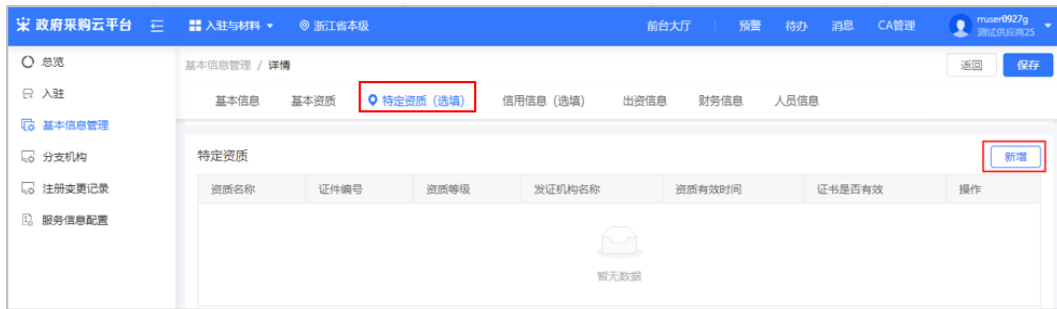 政府采购云平台 入驻与材料 浙江省本级 前台大厅 预警 待办 消息 CA管理 rruser0927g
测试供应商25
总览
入驻
基本信息管理
分支机构
注册变更记录
服务信息配置
基本信息管理 / 详情 返回 保存
基本信息 基本资质 特定资质（选填） 信用信息（选填） 出资信息 财务信息 人员信息
特定资质 新增
资质名称 证件编号 资质等级 发证机构名称 资质有效时间 证书是否有效 操作
暂无数据